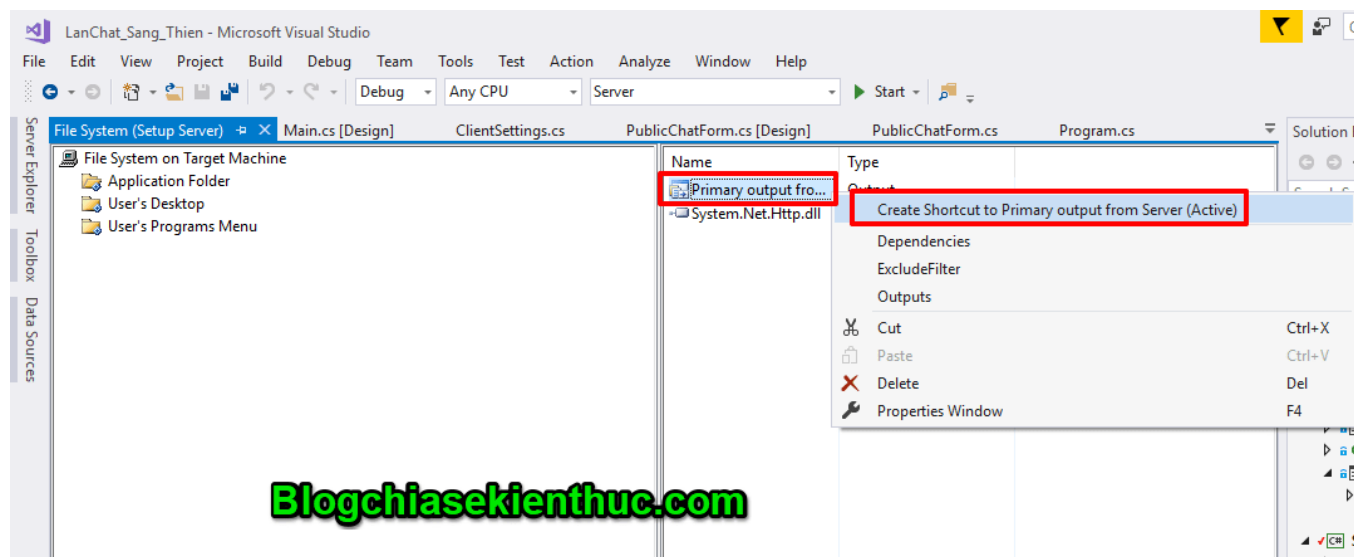 LanChat_Sang_Thien - Microsoft Visual Studio
File Edit View Project Build Debug Team Tools Test Action Analyze Window Help
Debug Any CPU Server Start
File System (Setup Server) Main.cs [Design] ClientSettings.cs PublicChatForm.cs [Design] PublicChatForm.cs Program.cs Solution
Server Explorer
Toolbox
Data Sources
File System on Target Machine
Application Folder
User's Desktop
User's Programs Menu
Name Type
Primary output fro... Output
System.Net.Http.dll
Create Shortcut to Primary output from Server (Active)
Dependencies
ExcludeFilter
Outputs
Cut Ctrl+X
Paste Ctrl+V
Delete Del
Properties Window F4
Blogchiasekienthuc.com
C#